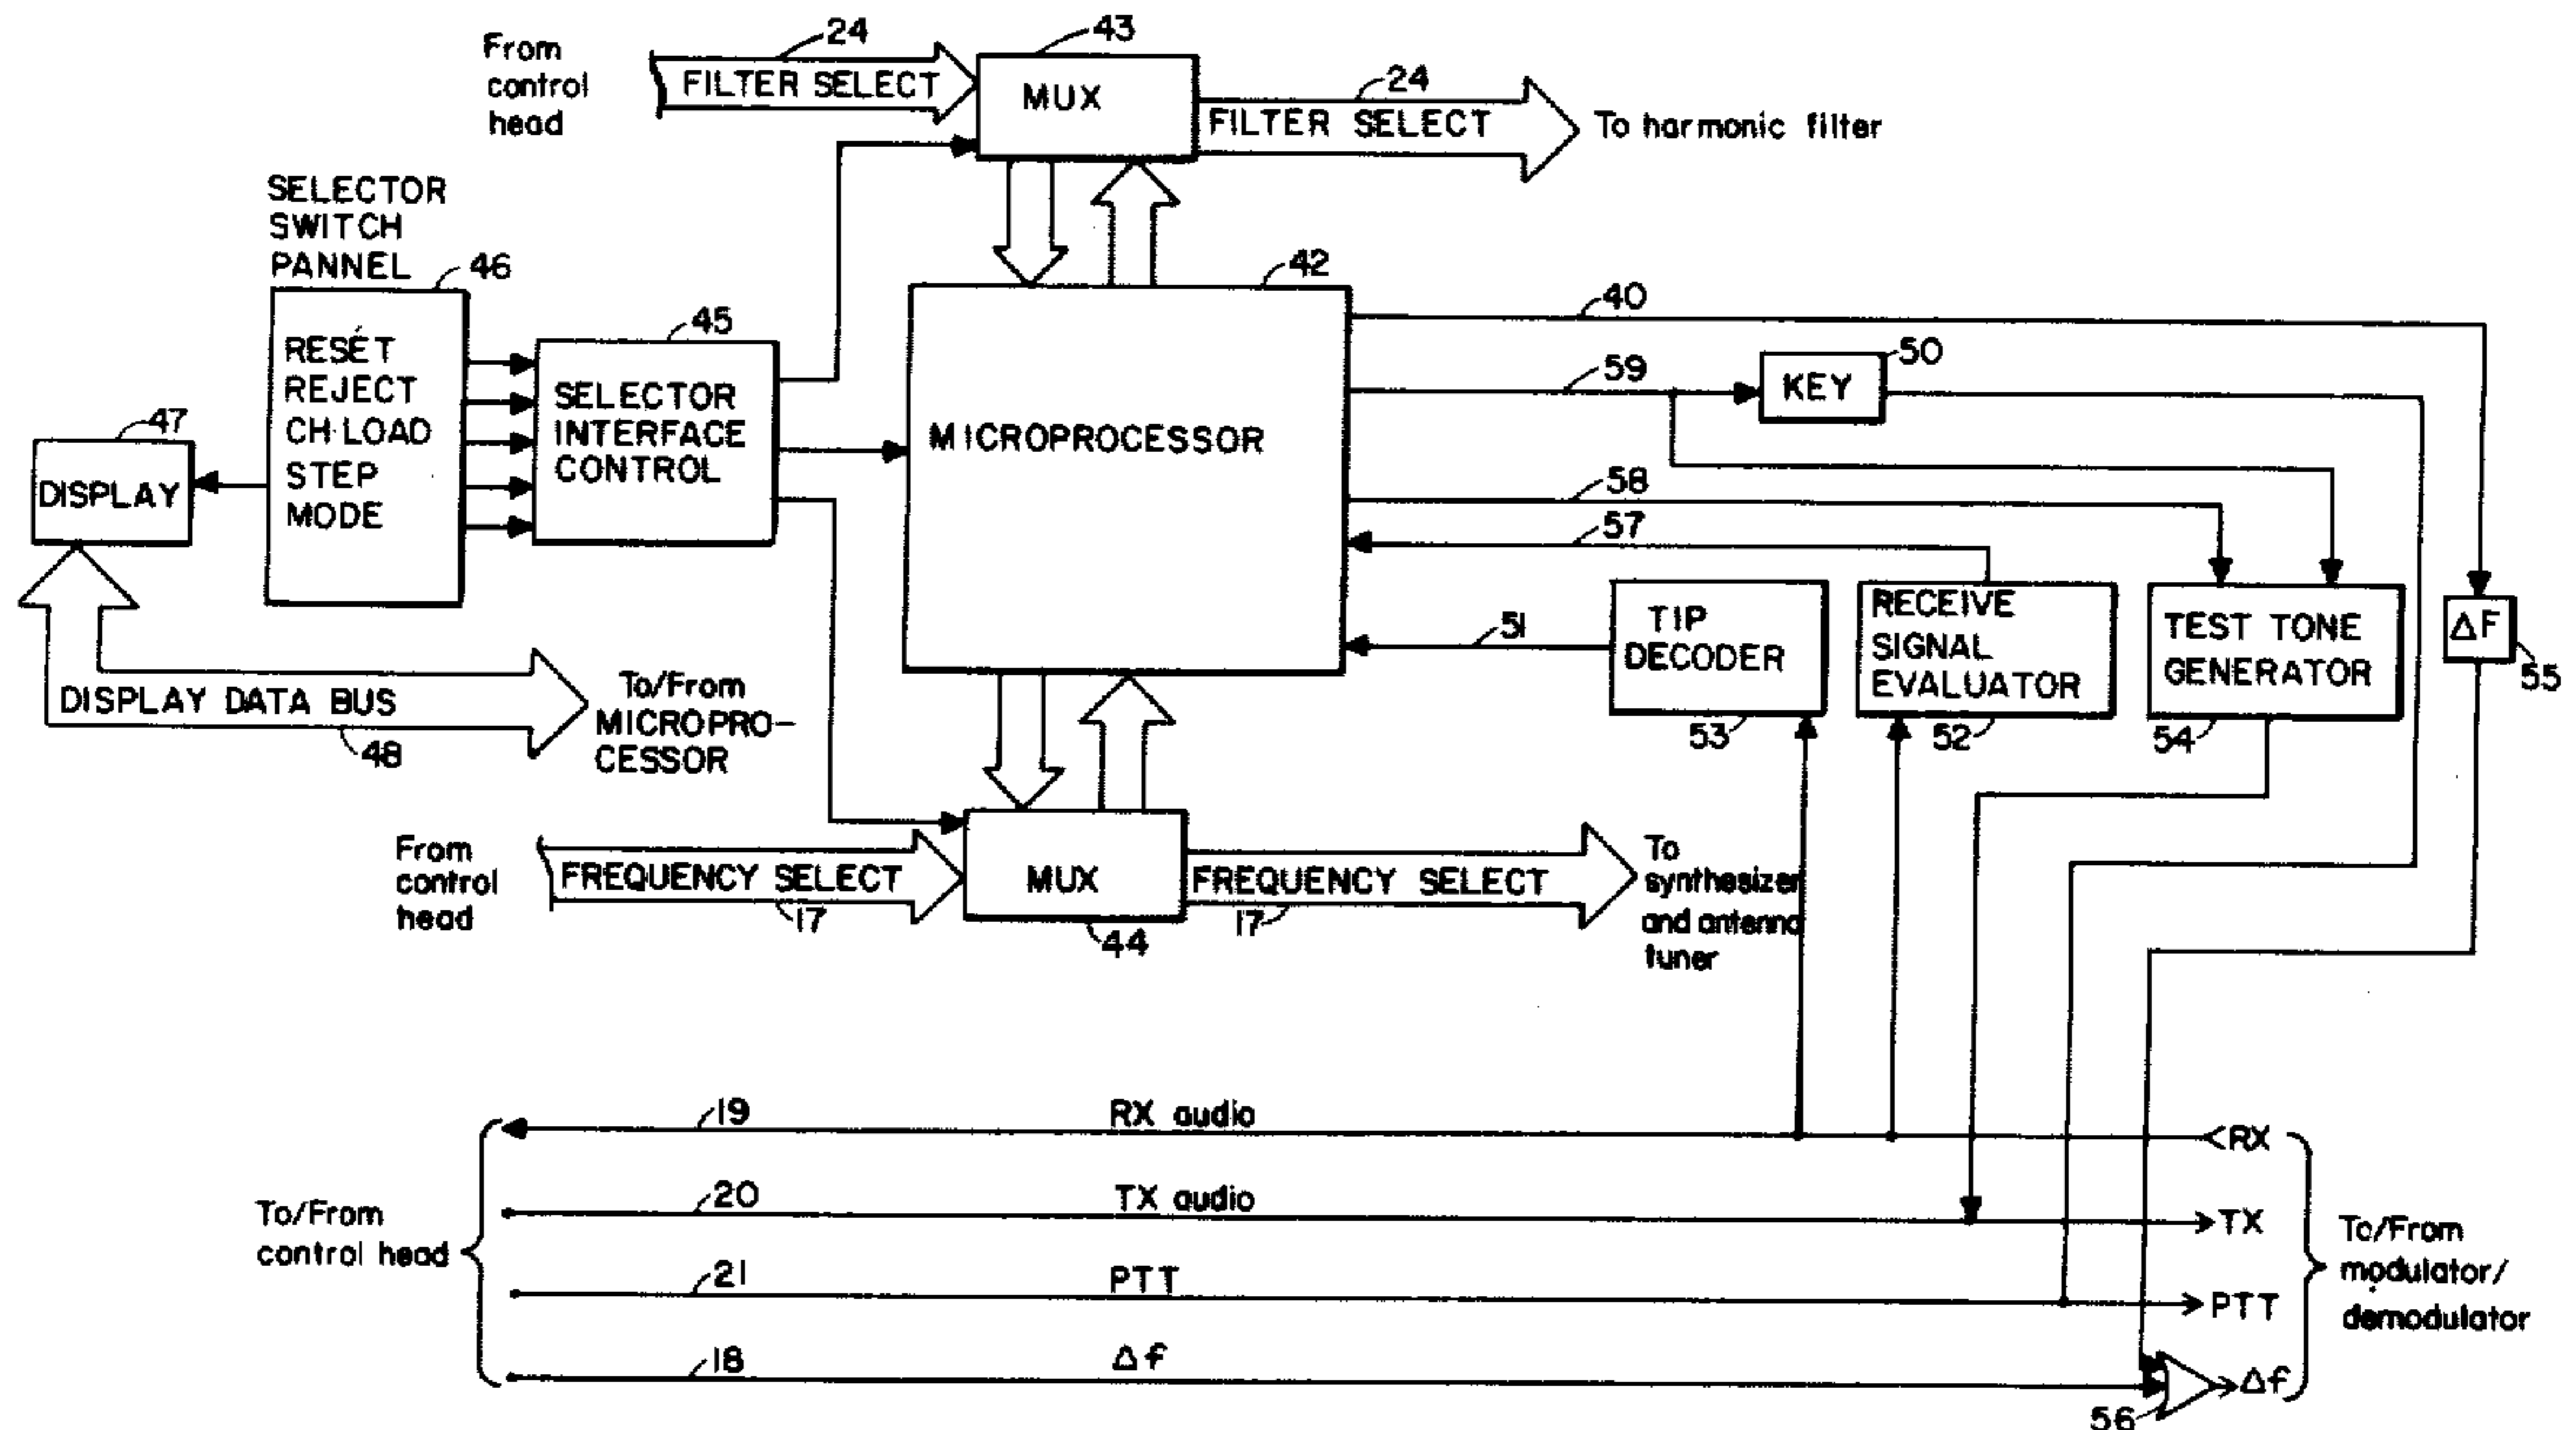 From
control
head
24
FILTER SELECT
43
MUX
24
FILTER SELECT
To harmonic filter
SELECTOR
SWITCH
PANNEL
46
RESET
REJECT
CH·LOAD
STEP
MODE
45
SELECTOR
INTERFACE
CONTROL
47
DISPLAY
DISPLAY DATA BUS
48
To/From
MICROPRO-
CESSOR
42
MICROPROCESSOR
40
59
KEY
50
58
57
51
TIP
DECODER
53
RECEIVE
SIGNAL
EVALUATOR
52
TEST TONE
GENERATOR
54
ΔF
55
From
control
head
FREQUENCY SELECT
17
MUX
44
FREQUENCY SELECT
17
To
synthesizer
and antenna
tuner
To/From
control head
19
RX audio
RX
20
TX audio
TX
21
PTT
PTT
18
Δf
56
Δf
To/From
modulator/
demodulator